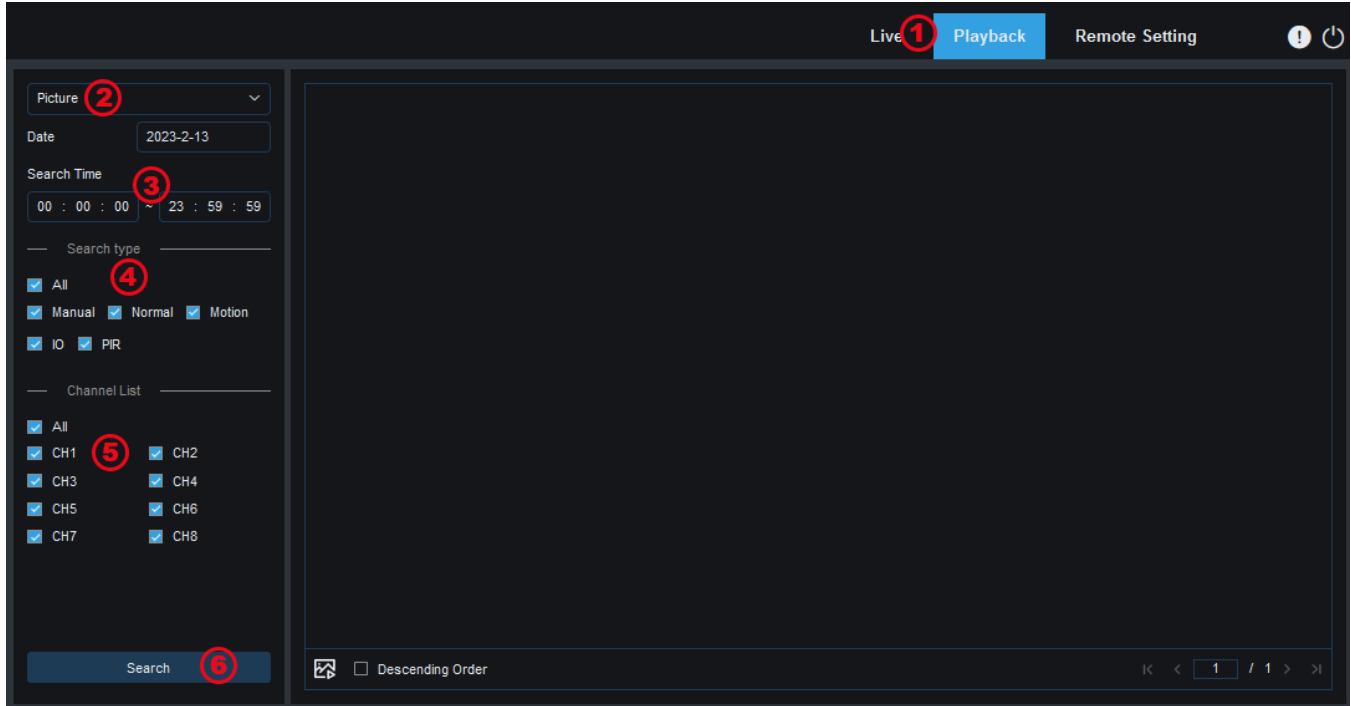 Live 1 Playback Remote Setting
Picture 2
Date 2023-2-13
Search Time
3
00 : 00 : 00 ~ 23 : 59 : 59
Search type
4
All
Manual Normal Motion
IO PIR
Channel List
All
CH1 5 CH2
CH3 CH4
CH5 CH6
CH7 CH8
Search 6
Descending Order 1 / 1